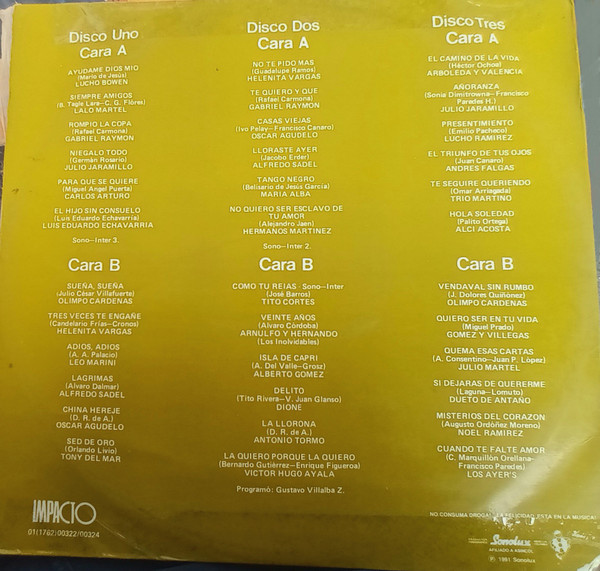 Disco Uno
Cara A
AYUDAME DIOS MIO
(Mario de Jesús)
LUCHO BOWEN
SIEMPRE AMIGOS
(B. Tagle Lara-C. G. Flores)
LALO MARTEL
ROMPIO LA COPA
(Rafael Carmona)
GABRIEL RAYMON
NIEGALO TODO
(Germán Rosario)
JULIO JARAMILLO
PARA QUE SE QUIERE
(Miguel Angel Puerta)
CARLOS ARTURO
EL HIJO SIN CONSUELO
(Luis Eduardo Echavarría)
LUIS EDUARDO ECHAVARRIA
Sono-Inter 3.
Cara B
SUEÑA, SUEÑA
(Julio César Villafuerte)
OLIMPO CARDENAS
TRES VECES TE ENGAÑE
(Candelario Frías-Cronos)
HELENITA VARGAS
ADIOS, ADIOS
(A. A. Palacio)
LEO MARINI
LAGRIMAS
(Alvaro Dalmar)
ALFREDO SADEL
CHINA HEREJE
(D. R. de A.)
OSCAR AGUDELO
SED DE ORO
(Orlando Livio)
TONY DEL MAR
Disco Dos
Cara A
NO TE PIDO MAS
(Guadalupe Ramos)
HELENITA VARGAS
TE QUIERO Y QUE
(Rafael Carmona)
GABRIEL RAYMON
CASAS VIEJAS
(Ivo Pelay-Francisco Canaro)
OSCAR AGUDELO
LLORASTE AYER
(Jacobo Erder)
ALFREDO SADEL
TANGO NEGRO
(Belisario de Jesús García)
MARIA ALBA
NO QUIERO SER ESCLAVO DE
TU AMOR
(Alejandro Jaen)
HERMANOS MARTINEZ
Sono-Inter 2.
Cara B
COMO TU REIAS - Sono-Inter
(José Barros)
TITO CORTES
VEINTE AÑOS
(Alvaro Córdoba)
ARNULFO Y HERNANDO
(Los Inolvidables)
ISLA DE CAPRI
(A. Del Valle-Grosz)
ALBERTO GOMEZ
DELITO
(Tito Rivera-V. Juan Glanso)
DIONE
LA LLORONA
(D. R. de A.)
ANTONIO TORMO
LA QUIERO PORQUE LA QUIERO
(Bernardo Gutiérrez-Enrique Figueroa)
VICTOR HUGO AYALA
Programó: Gustavo Villalba Z.
Disco Tres
Cara A
EL CAMINO DE LA VIDA
(Héctor Ochoa)
ARBOLEDA Y VALENCIA
AÑORANZA
(Sonia Dimitrowna-Francisco
Paredes H.)
JULIO JARAMILLO
PRESENTIMIENTO
(Emilio Pacheco)
LUCHO RAMIREZ
EL TRIUNFO DE TUS OJOS
(Juan Canaro)
ANDRES FALGAS
TE SEGUIRE QUERIENDO
(Omar Arriagada)
TRIO MARTINO
HOLA SOLEDAD
(Palito Ortega)
ALCI ACOSTA
Cara B
VENDAVAL SIN RUMBO
(J. Dolores Quiñónez)
OLIMPO CARDENAS
QUIERO SER EN TU VIDA
(Miguel Prado)
GOMEZ Y VILLEGAS
QUEMA ESAS CARTAS
(A. Consentino-Juan P. López)
JULIO MARTEL
SI DEJARAS DE QUERERME
(Laguna-Lomuto)
DUETO DE ANTAÑO
MISTERIOS DEL CORAZON
(Augusto Ordóñez Moreno)
NOEL RAMIREZ
CUANDO TE FALTE AMOR
(C. Marquillón Orellana-
Francisco Paredes)
LOS AYER'S
IMPACTO
01(1762)00322/00324
NO CONSUMA DROGA! LA FELICIDAD ESTA EN LA MUSICA!
Sonolux
AFILIADO A ASINCOL
℗ 1991 Sonolux